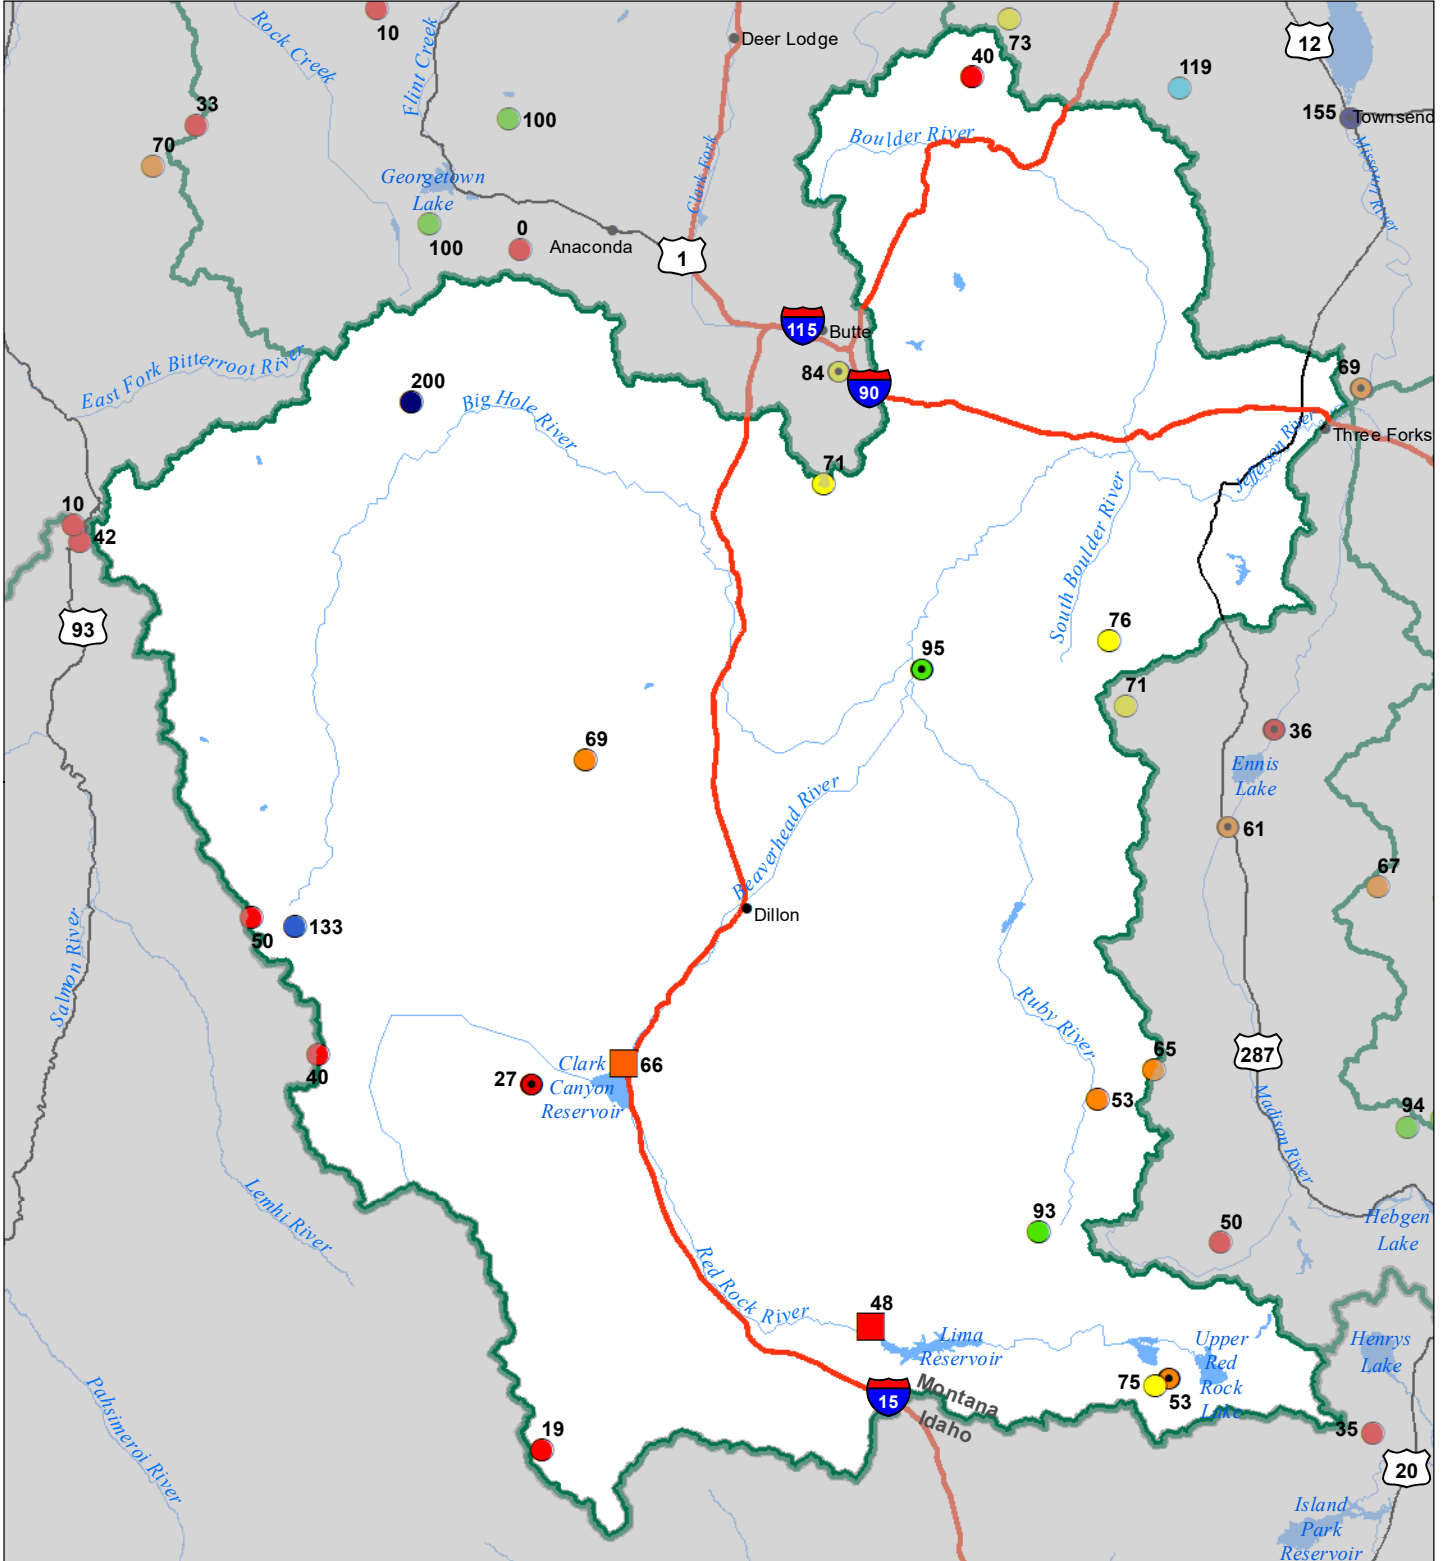 10
Rock Creek
Flint Creek
Deer Lodge
73
40
12
119
33
100
155
Townsend
70
Boulder River
Clark Fork
Missouri River
Georgetown
Lake
100
0
Anaconda
1
115
Butte
East Fork Bitterroot River
84
90
69
200
Big Hole River
Three Forks
Jefferson River
71
10
42
South Boulder River
93
76
95
71
69
36
Ennis
Lake
Beaverhead River
61
67
Dillon
50
133
Salmon River
Ruby River
287
65
40
Clark
Canyon
Reservoir
66
27
53
Madison River
94
Lemhi River
93
50
Hebgen
Lake
Red Rock River
48
Lima
Reservoir
Upper
Red
Rock
Lake
Henrys
Lake
75
53
15
Montana
Idaho
Pahsimeroi River
19
35
20
Island
Park
Reservoir